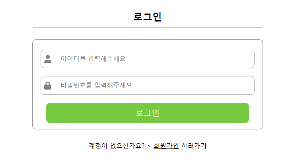 로그인
아이디를 입력해주세요
비밀번호를 입력해주세요
로그인
계정이 없으신가요? > 회원가입 하러가기